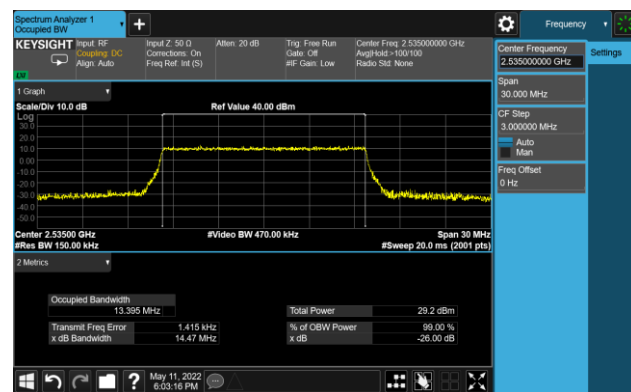 Spectrum Analyzer 1
Occupied BW
Frequency
KEYSIGHT
Input: RF
Coupling: DC
Align: Auto
Input Z: 50 Ω
Corrections: On
Freq Ref: Int (S)
Atten: 20 dB
Trig: Free Run
Gate: Off
#IF Gain: Low
Center Freq: 2.535000000 GHz
Avg|Hold:>100/100
Radio Std: None
Center Frequency
2.535000000 GHz
Settings
Span
30.000 MHz
CF Step
3.000000 MHz
Auto
Man
Freq Offset
0 Hz
1 Graph
Scale/Div 10.0 dB
Ref Value 40.00 dBm
Log
30.0
20.0
10.0
0.00
-10.0
-20.0
-30.0
-40.0
-50.0
Center 2.53500 GHz
#Video BW 470.00 kHz
Span 30 MHz
#Res BW 150.00 kHz
#Sweep 20.0 ms (2001 pts)
2 Metrics
Occupied Bandwidth
13.395 MHz
Total Power 29.2 dBm
Transmit Freq Error 1.415 kHz
% of OBW Power 99.00 %
x dB Bandwidth 14.47 MHz
x dB -26.00 dB
May 11, 2022
6:03:16 PM